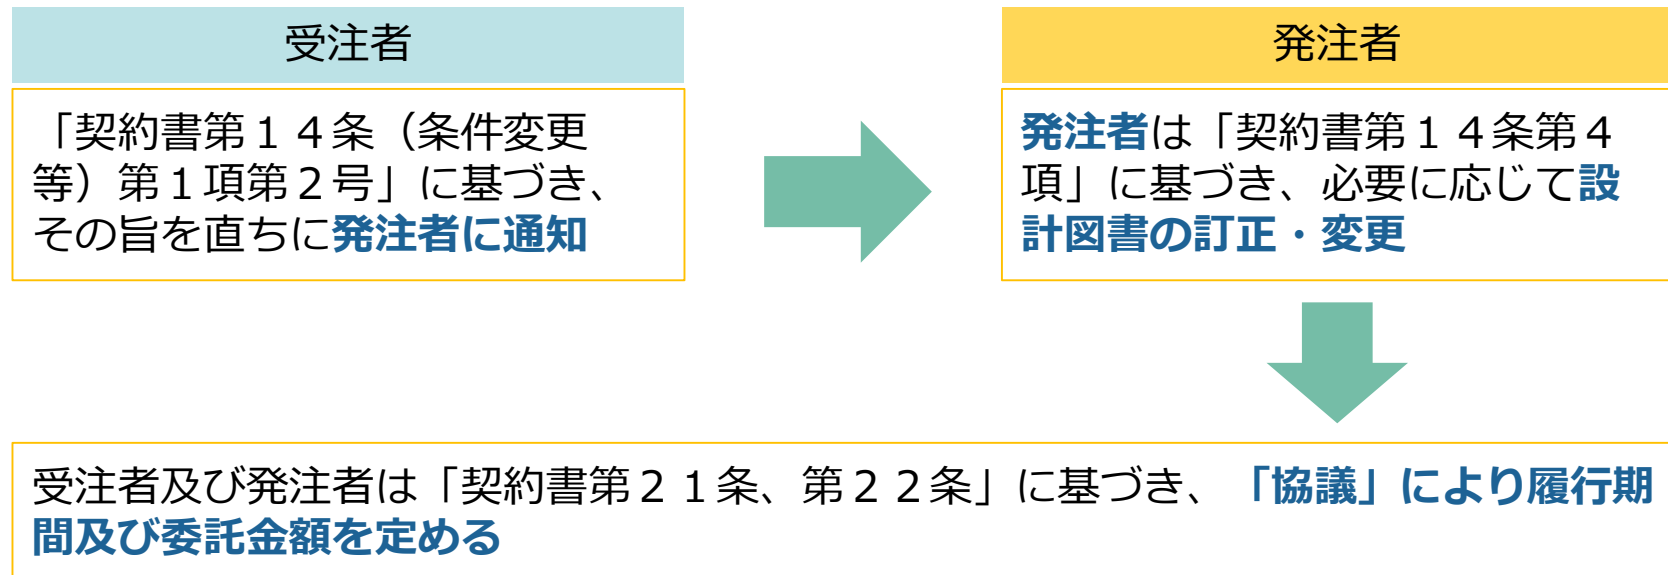 受注者
「契約書第１４条（条件変更
等）第１項第２号」に基づき、
その旨を直ちに発注者に通知
発注者
発注者は「契約書第１４条第４
項」に基づき、必要に応じて設
計図書の訂正・変更
受注者及び発注者は「契約書第２１条、第２２条」に基づき、「協議」により履行期
間及び委託金額を定める